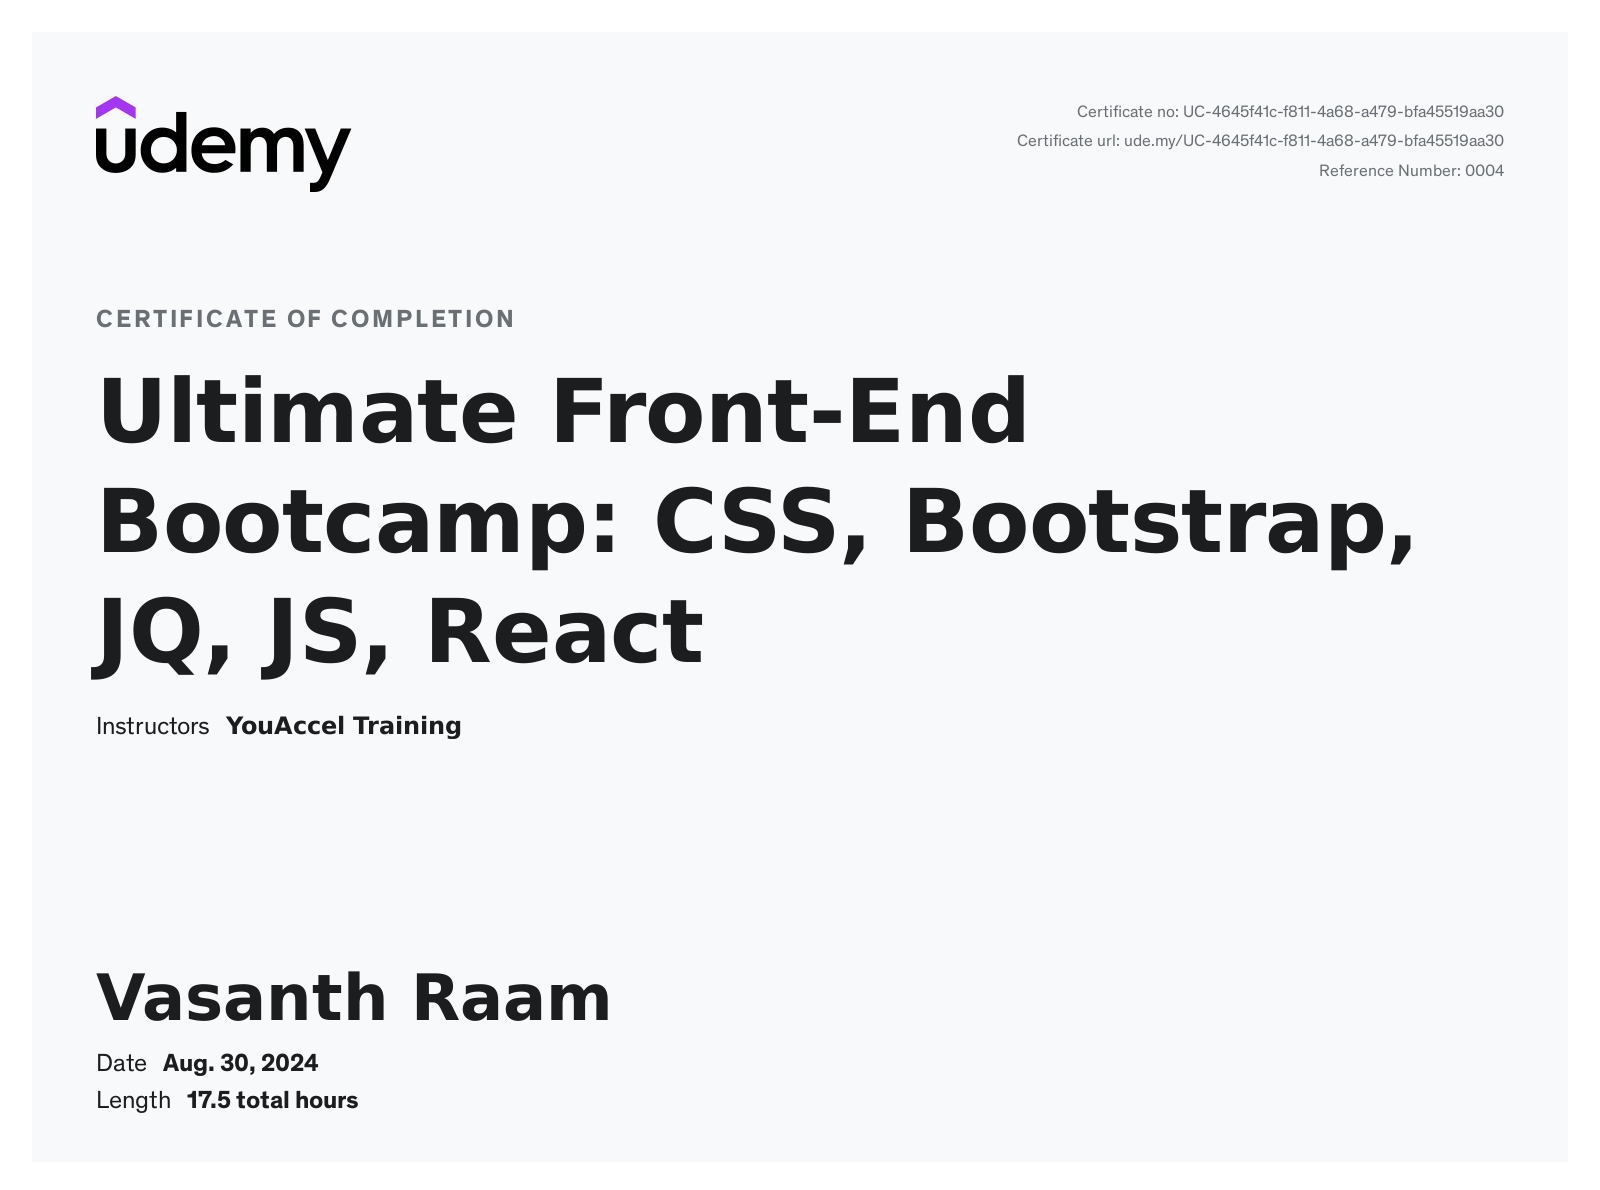 udemy
Certificate no: UC-4645f41c-f811-4a68-a479-bfa45519aa30
Certificate url: ude.my/UC-4645f41c-f811-4a68-a479-bfa45519aa30
Reference Number: 0004
CERTIFICATE OF COMPLETION
Ultimate Front-End
Bootcamp: CSS, Bootstrap,
JQ, JS, React
Instructors YouAccel Training
Vasanth Raam
Date Aug. 30, 2024
Length 17.5 total hours